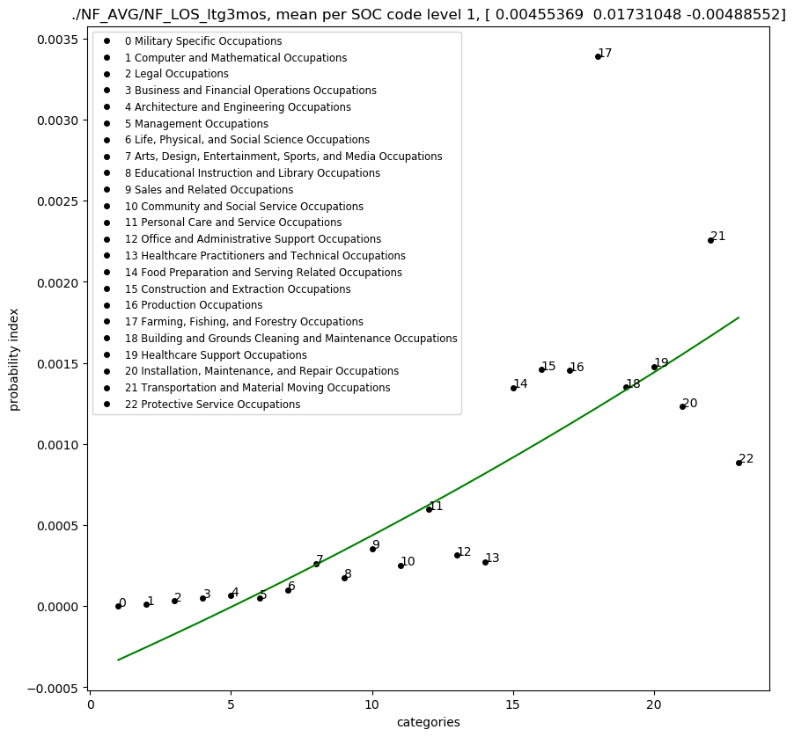 ./NF_AVG/NF_LOS_ltg3mos, mean per SOC code level 1, [ 0.00455369 0.01731048 -0.00488552]
0 Military Specific Occupations
1 Computer and Mathematical Occupations
2 Legal Occupations
3 Business and Financial Operations Occupations
4 Architecture and Engineering Occupations
5 Management Occupations
6 Life, Physical, and Social Science Occupations
7 Arts, Design, Entertainment, Sports, and Media Occupations
8 Educational Instruction and Library Occupations
9 Sales and Related Occupations
10 Community and Social Service Occupations
11 Personal Care and Service Occupations
12 Office and Administrative Support Occupations
13 Healthcare Practitioners and Technical Occupations
14 Food Preparation and Serving Related Occupations
15 Construction and Extraction Occupations
16 Production Occupations
17 Farming, Fishing, and Forestry Occupations
18 Building and Grounds Cleaning and Maintenance Occupations
19 Healthcare Support Occupations
20 Installation, Maintenance, and Repair Occupations
21 Transportation and Material Moving Occupations
22 Protective Service Occupations
probability index
0.0035
0.0030
0.0025
0.0020
0.0015
0.0010
0.0005
0.0000
−0.0005
0
1
2
3
4
5
6
7
8
9
10
11
12
13
14
15
16
17
18
19
20
21
22
0
5
10
15
20
categories